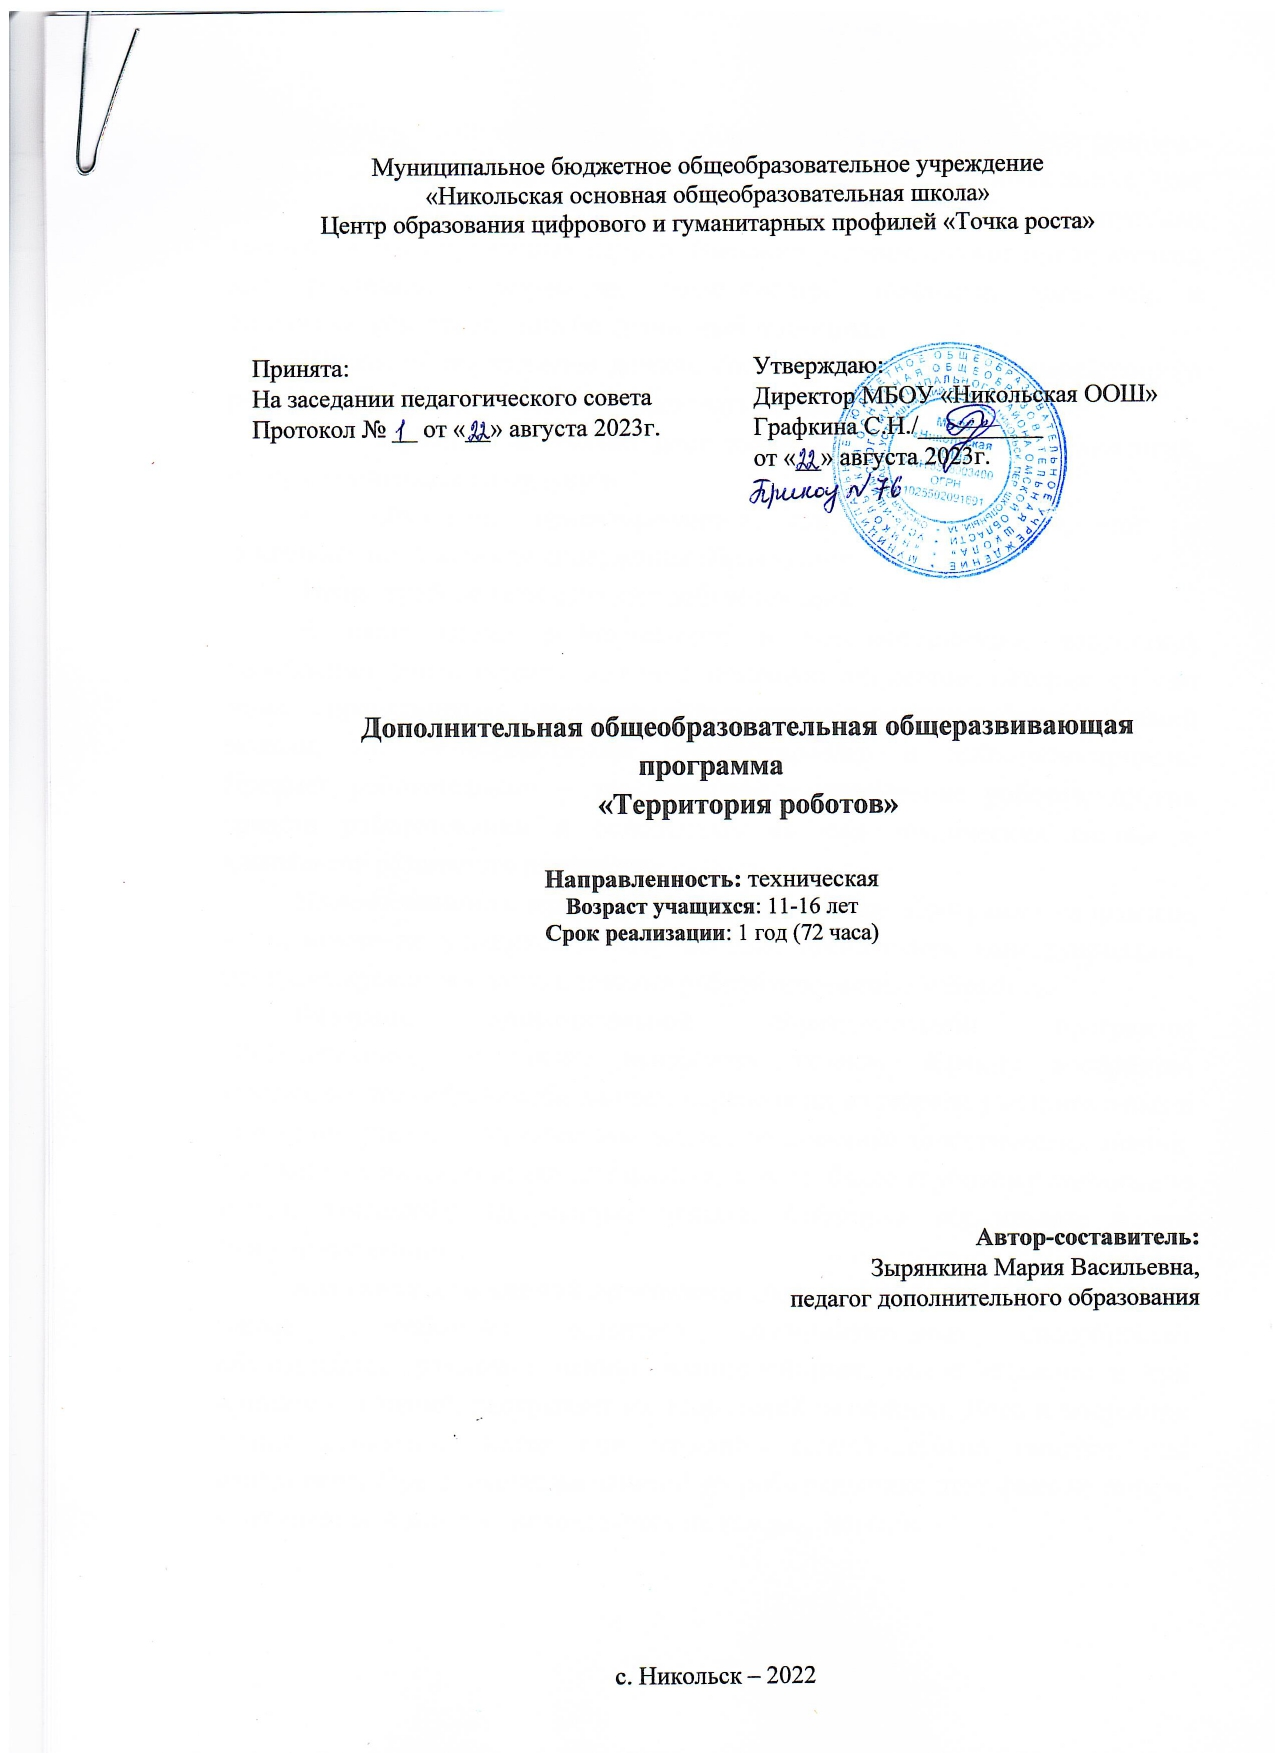 Муниципальное бюджетное общеобразовательное учреждение
«Никольская основная общеобразовательная школа»
Центр образования цифрового и гуманитарных профилей «Точка роста»
Принята:
На заседании педагогического совета
Протокол № 1 от «22» августа 2023г.
Утверждаю:
Директор МБОУ «Никольская ООШ»
Графкина С.Н./__________
от «22» августа 2023г.
Приказ № 76
Дополнительная общеобразовательная общеразвивающая
программа
«Территория роботов»
Направленность: техническая
Возраст учащихся: 11-16 лет
Срок реализации: 1 год (72 часа)
Автор-составитель:
Зырянкина Мария Васильевна,
педагог дополнительного образования
с. Никольск – 2022